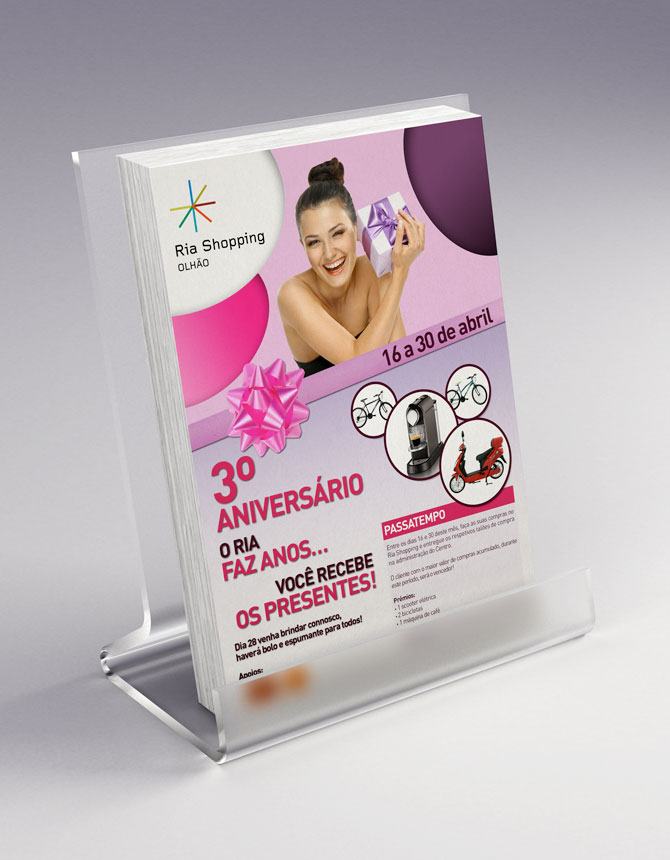 Ria Shopping
OLHÃO
16 a 30 de abril
3º
ANIVERSÁRIO
O RIA
FAZ ANOS...
VOCÊ RECEBE
OS PRESENTES!
Dia 28 venha brindar connosco,
haverá bolo e espumante para todos!
Apoios:
PASSATEMPO
Entre os dias 16 e 30 deste mês, faça as suas compras no
Ria Shopping e entregue os respetivos talões de compra
na administração do Centro.
O cliente com o maior valor de compras acumulado, durante
este período, será o vencedor!
Prémios:
• 1 scooter elétrica
• 2 bicicletas
• 1 máquina de café